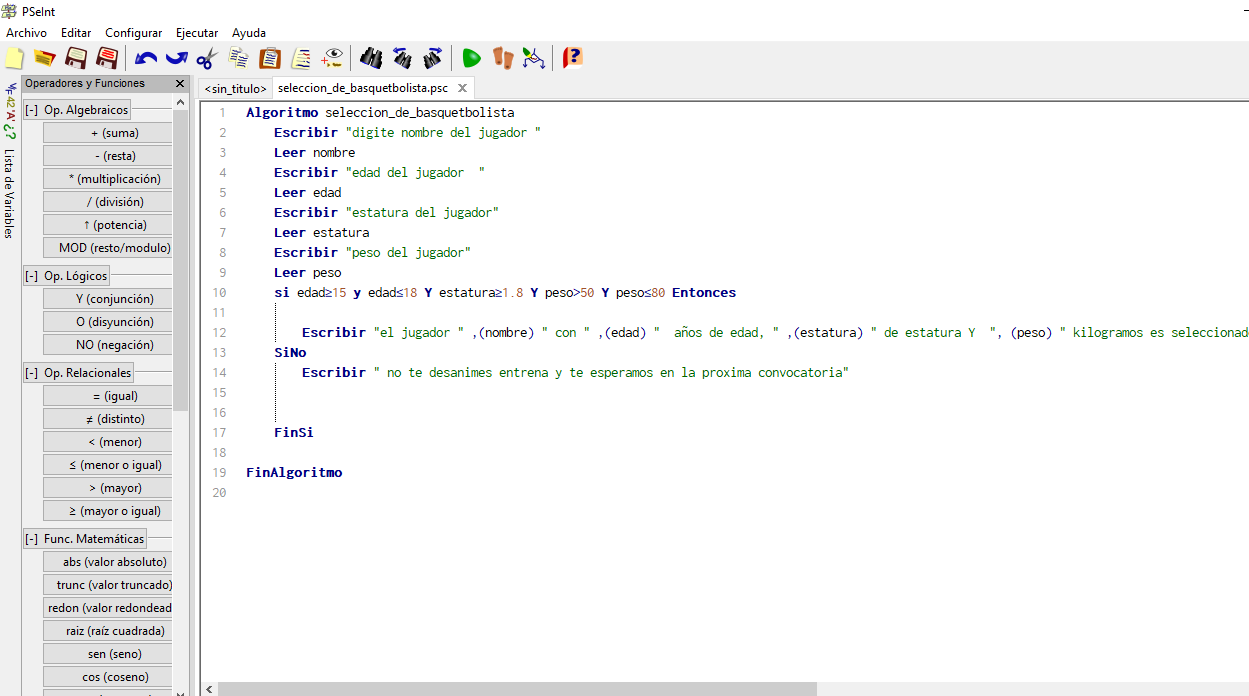 PSeInt
Archivo Editar Configurar Ejecutar Ayuda
Operadores y Funciones
<sin_titulo> seleccion_de_basquetbolista.psc
42 'A' ¿?
Lista de Variables
[-] Op. Algebraicos
+ (suma)
- (resta)
* (multiplicación)
/ (división)
↑ (potencia)
MOD (resto/modulo)
[-] Op. Lógicos
Y (conjunción)
O (disyunción)
NO (negación)
[-] Op. Relacionales
= (igual)
≠ (distinto)
< (menor)
≤ (menor o igual)
> (mayor)
≥ (mayor o igual)
[-] Func. Matemáticas
abs (valor absoluto)
trunc (valor truncado)
redon (valor redondead
raiz (raíz cuadrada)
sen (seno)
cos (coseno)
1 Algoritmo seleccion_de_basquetbolista
2 Escribir "digite nombre del jugador "
3 Leer nombre
4 Escribir "edad del jugador  "
5 Leer edad
6 Escribir "estatura del jugador"
7 Leer estatura
8 Escribir "peso del jugador"
9 Leer peso
10 si edad≥15 y edad≤18 Y estatura≥1.8 Y peso>50 Y peso≤80 Entonces
11
12 Escribir "el jugador " ,(nombre) " con " ,(edad) "  años de edad, " ,(estatura) " de estatura Y  ", (peso) " kilogramos es seleccionad
13 SiNo
14 Escribir " no te desanimes entrena y te esperamos en la proxima convocatoria"
15
16
17 FinSi
18
19 FinAlgoritmo
20